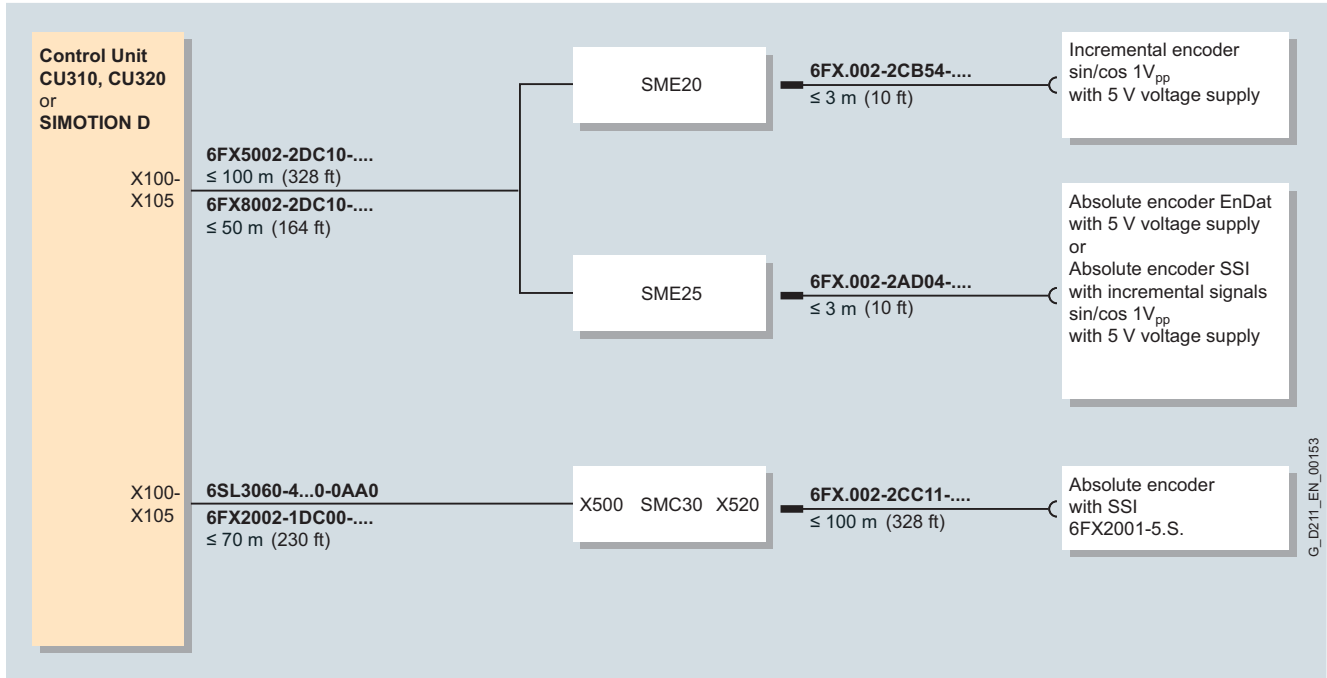 Control Unit
CU310, CU320
or
SIMOTION D
X100-
X105
6FX5002-2DC10-....
≤ 100 m (328 ft)
6FX8002-2DC10-....
≤ 50 m (164 ft)
SME20
6FX.002-2CB54-....
≤ 3 m (10 ft)
Incremental encoder
sin/cos 1Vpp
with 5 V voltage supply
SME25
6FX.002-2AD04-....
≤ 3 m (10 ft)
Absolute encoder EnDat
with 5 V voltage supply
or
Absolute encoder SSI
with incremental signals
sin/cos 1Vpp
with 5 V voltage supply
X100-
X105
6SL3060-4...0-0AA0
6FX2002-1DC00-....
≤ 70 m (230 ft)
X500 SMC30 X520
6FX.002-2CC11-....
≤ 100 m (328 ft)
Absolute encoder
with SSI
6FX2001-5.S.
G_D211_EN_00153